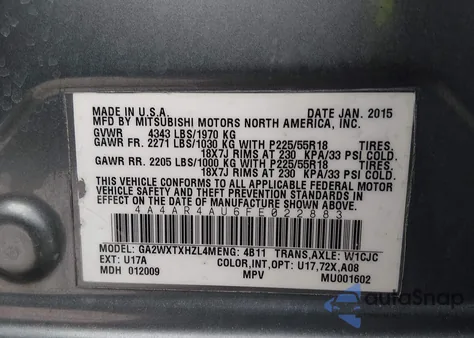 MADE IN U.S.A. DATE JAN. 2015
MFD BY MITSUBISHI MOTORS NORTH AMERICA, INC.
GVWR 4343 LBS/1970 KG
GAWR FR. 2271 LBS/1030 KG WITH P225/55R18 TIRES,
18X7J RIMS AT 230 KPA/33 PSI COLD.
GAWR RR. 2205 LBS/1000 KG WITH P225/55R18 TIRES,
18X7J RIMS AT 230 KPA/33 PSI COLD.
THIS VEHICLE CONFORMS TO ALL APPLICABLE FEDERAL MOTOR
VEHICLE SAFETY AND THEFT PREVENTION STANDARDS IN
EFFECT ON THE DATE OF MANUFACTURE SHOWN ABOVE.
4A4AR4AU6FE022883
MODEL: GA2WXTXHZL4MENG: 4B11 TRANS,AXLE: W1CJC
EXT: U17A COLOR,INT,OPT: U17,72X,A08
MDH 012009 MPV MU001602
autoSnap